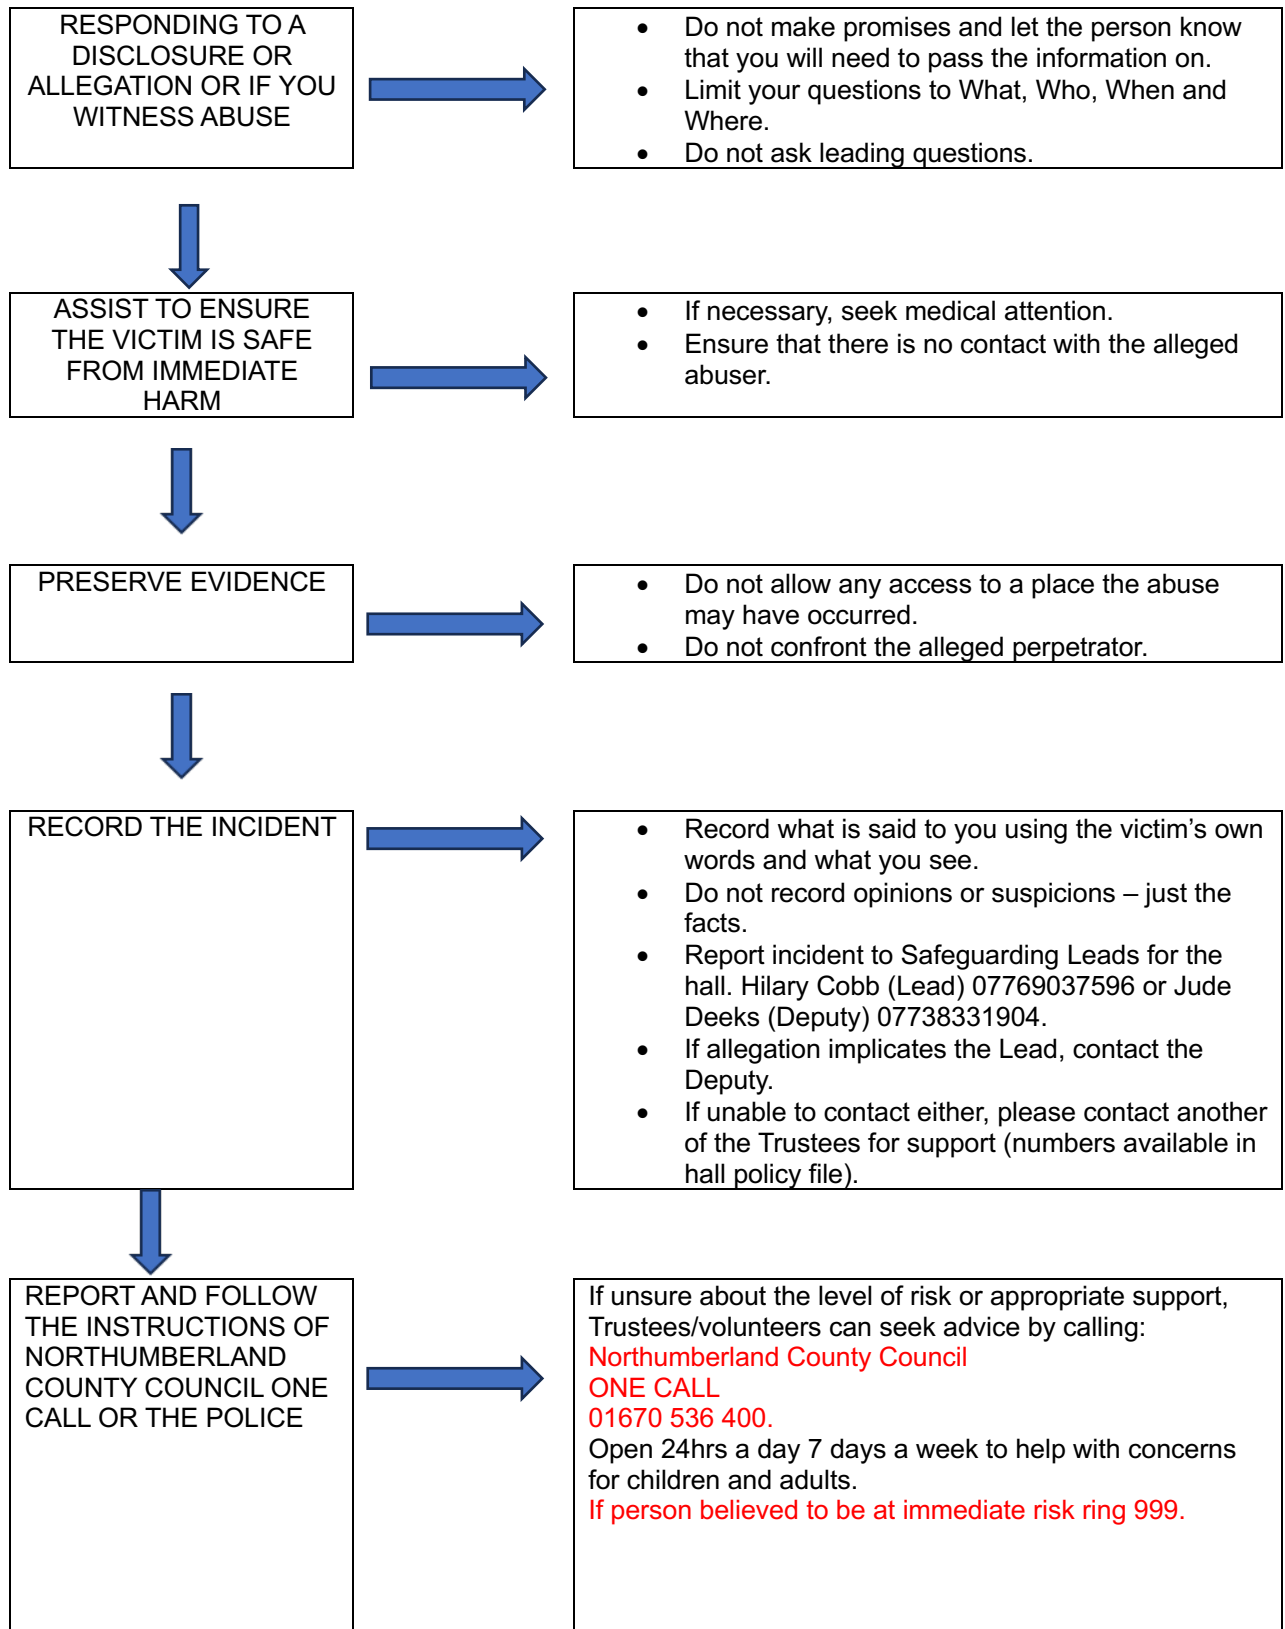 RESPONDING TO A
DISCLOSURE OR
ALLEGATION OR IF YOU
WITNESS ABUSE
• Do not make promises and let the person know
that you will need to pass the information on.
• Limit your questions to What, Who, When and
Where.
• Do not ask leading questions.
ASSIST TO ENSURE
THE VICTIM IS SAFE
FROM IMMEDIATE
HARM
• If necessary, seek medical attention.
• Ensure that there is no contact with the alleged
abuser.
PRESERVE EVIDENCE
• Do not allow any access to a place the abuse
may have occurred.
• Do not confront the alleged perpetrator.
RECORD THE INCIDENT
• Record what is said to you using the victim’s own
words and what you see.
• Do not record opinions or suspicions – just the
facts.
• Report incident to Safeguarding Leads for the
hall. Hilary Cobb (Lead) 07769037596 or Jude
Deeks (Deputy) 07738331904.
• If allegation implicates the Lead, contact the
Deputy.
• If unable to contact either, please contact another
of the Trustees for support (numbers available in
hall policy file).
REPORT AND FOLLOW
THE INSTRUCTIONS OF
NORTHUMBERLAND
COUNTY COUNCIL ONE
CALL OR THE POLICE
If unsure about the level of risk or appropriate support,
Trustees/volunteers can seek advice by calling:
Northumberland County Council
ONE CALL
01670 536 400.
Open 24hrs a day 7 days a week to help with concerns
for children and adults.
If person believed to be at immediate risk ring 999.